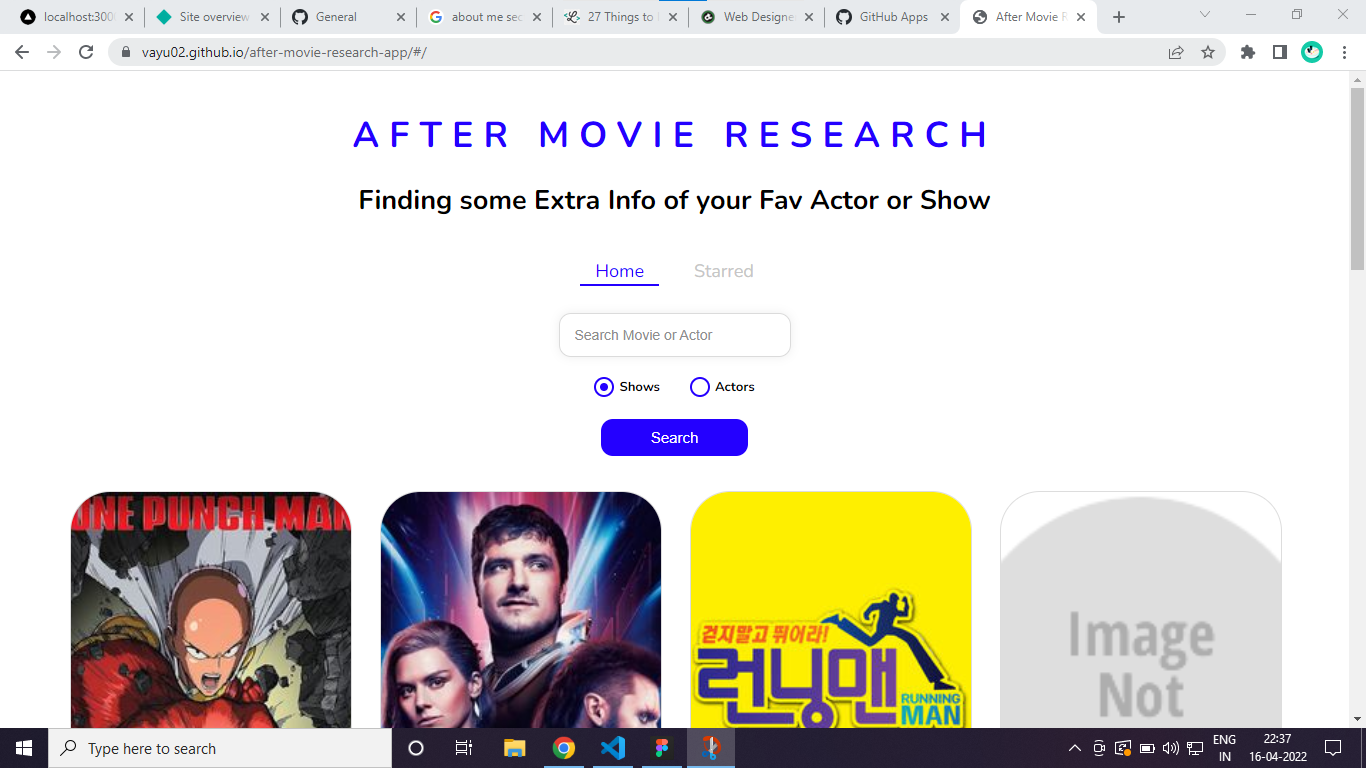 localhost:300
Site overview
General
about me sec
27 Things to
Web Designe
GitHub Apps
After Movie R
vayu02.github.io/after-movie-research-app/#/
AFTER MOVIE RESEARCH
Finding some Extra Info of your Fav Actor or Show
Home Starred
Search Movie or Actor
Shows Actors
Search
ONE PUNCH MAN
걷지말고 뛰어라!
런닝맨
RUNNING
MAN
Image
Not
Type here to search
ENG
IN
22:37
16-04-2022